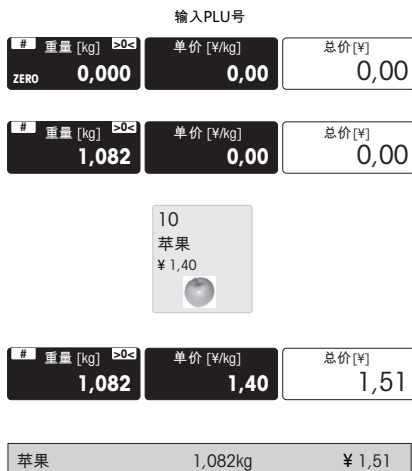 输入PLU号
# 重量 [kg] >0< 单价 [¥/kg] 总价[¥]
ZERO 0,000 0,00 0,00
# 重量 [kg] >0< 单价 [¥/kg] 总价[¥]
1,082 0,00 0,00
10
苹果
¥ 1,40
# 重量 [kg] >0< 单价 [¥/kg] 总价[¥]
1,082 1,40 1,51
苹果 1,082kg ¥ 1,51